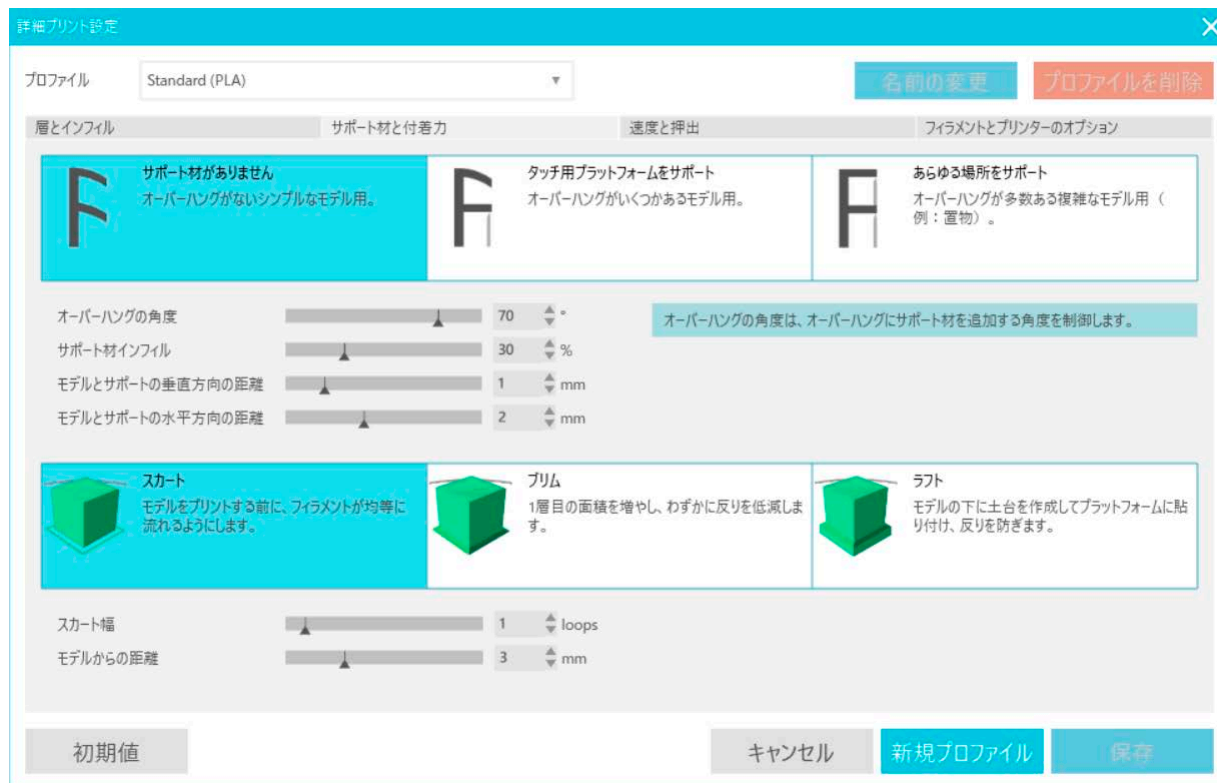 詳細プリント設定
プロファイル Standard (PLA) 名前の変更 プロファイルを削除
層とインフィル サポート材と付着力 速度と押出 フィラメントとプリンターのオプション
サポート材がありません
オーバーハングがないシンプルなモデル用。
タッチ用プラットフォームをサポート
オーバーハングがいくつかあるモデル用。
あらゆる場所をサポート
オーバーハングが多数ある複雑なモデル用（
例：置物）。
オーバーハングの角度 70 °
オーバーハングの角度は、オーバーハングにサポート材を追加する角度を制御します。
サポート材インフィル 30 %
モデルとサポートの垂直方向の距離 1 mm
モデルとサポートの水平方向の距離 2 mm
スカート
モデルをプリントする前に、フィラメントが均等に
流れるようにします。
ブリム
1層目の面積を増やし、わずかに反りを低減しま
す。
ラフト
モデルの下に土台を作成してプラットフォームに貼
り付け、反りを防ぎます。
スカート幅 1 loops
モデルからの距離 3 mm
初期値 キャンセル 新規プロファイル 保存